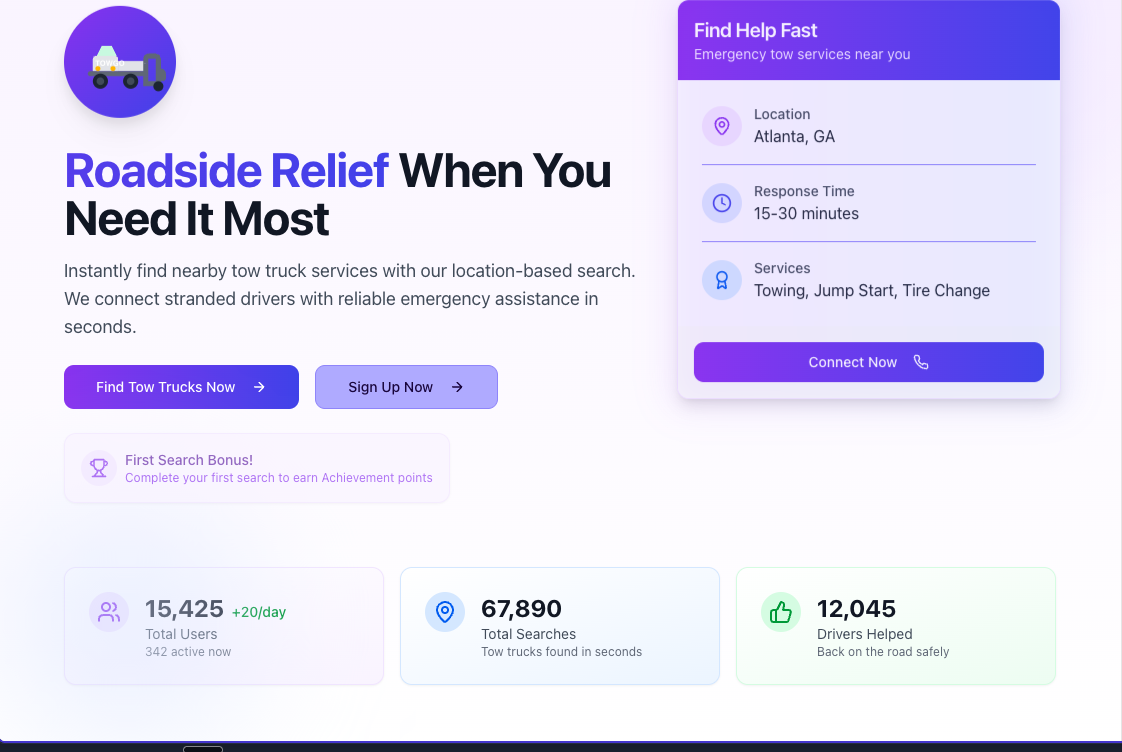 TOWGO
Roadside Relief When You
Need It Most
Instantly find nearby tow truck services with our location-based search.
We connect stranded drivers with reliable emergency assistance in
seconds.
Find Tow Trucks Now
Sign Up Now
First Search Bonus!
Complete your first search to earn Achievement points
Find Help Fast
Emergency tow services near you
Location
Atlanta, GA
Response Time
15-30 minutes
Services
Towing, Jump Start, Tire Change
Connect Now
15,425 +20/day
Total Users
342 active now
67,890
Total Searches
Tow trucks found in seconds
12,045
Drivers Helped
Back on the road safely